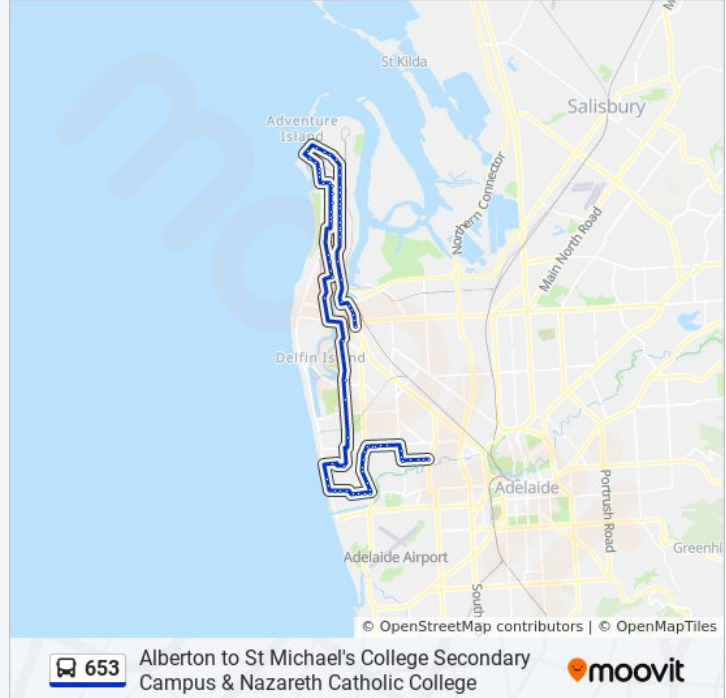 St Kilda
Salisbury
Adventure
Island
Northern Connector
Main North Road
Delfin Island
Adelaide
Portrush Road
Adelaide Airport
Greenhi
South
© OpenStreetMap contributors | © OpenMapTiles
653
Alberton to St Michael's College Secondary
Campus & Nazareth Catholic College
moovit